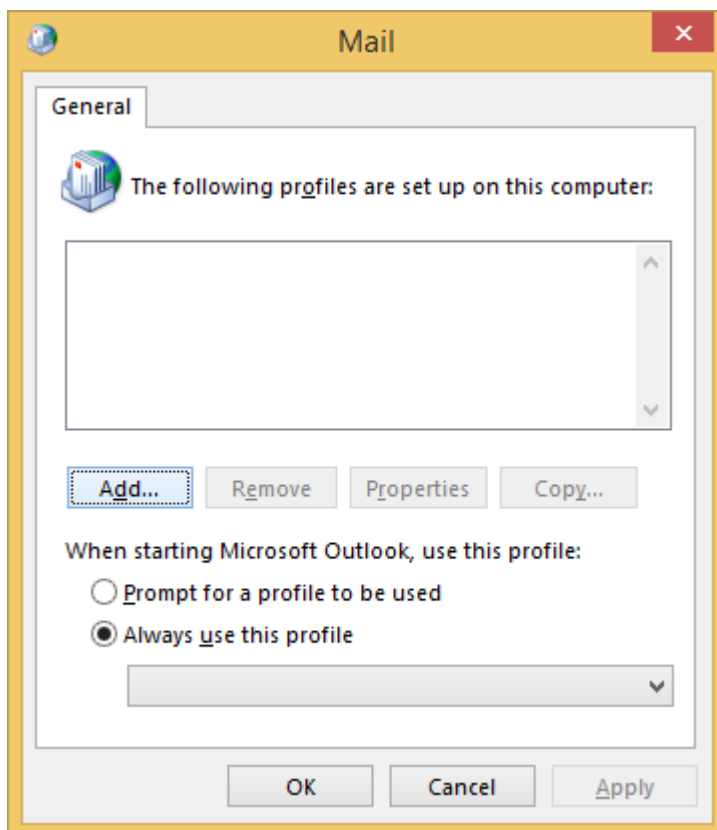 Mail
General
The following profiles are set up on this computer:
Add...
Remove
Properties
Copy...
When starting Microsoft Outlook, use this profile:
Prompt for a profile to be used
Always use this profile
OK
Cancel
Apply